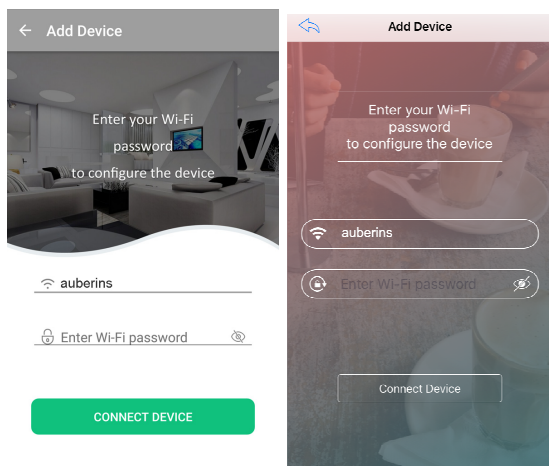 Add Device
Enter your Wi-Fi
password
to configure the device
auberins
Enter Wi-Fi password
CONNECT DEVICE
Add Device
Enter your Wi-Fi
password
to configure the device
auberins
Enter Wi-Fi password
Connect Device